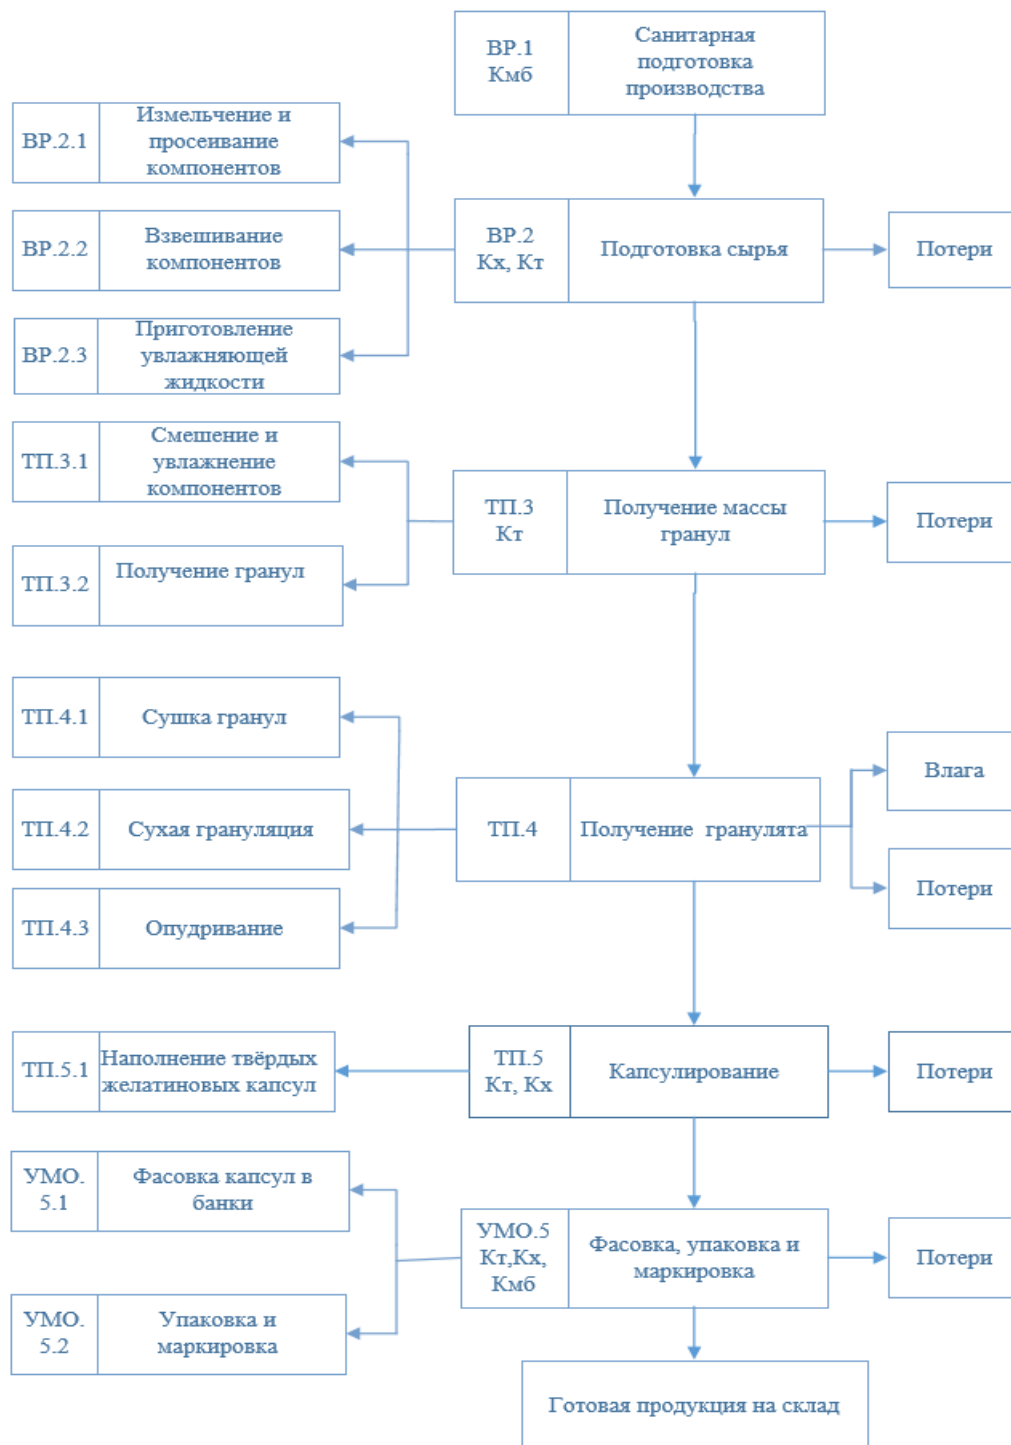 ВР.1
Кмб
Санитарная
подготовка
производства
ВР.2.1
Измельчение и
просеивание
компонентов
ВР.2.2
Взвешивание
компонентов
ВР.2
Кх, Кт
Подготовка сырья
Потери
ВР.2.3
Приготовление
увлажняющей
жидкости
ТП.3.1
Смешение и
увлажнение
компонентов
ТП.3
Кт
Получение массы
гранул
Потери
ТП.3.2
Получение гранул
ТП.4.1
Сушка гранул
Влага
ТП.4.2
Сухая грануляция
ТП.4
Получение гранулята
Потери
ТП.4.3
Опудривание
ТП.5.1
Наполнение твёрдых
желатиновых капсул
ТП.5
Кт, Кх
Капсулирование
Потери
УМО.
5.1
Фасовка капсул в
банки
УМО.5
Кт,Кх,
Кмб
Фасовка, упаковка и
маркировка
Потери
УМО.
5.2
Упаковка и
маркировка
Готовая продукция на склад